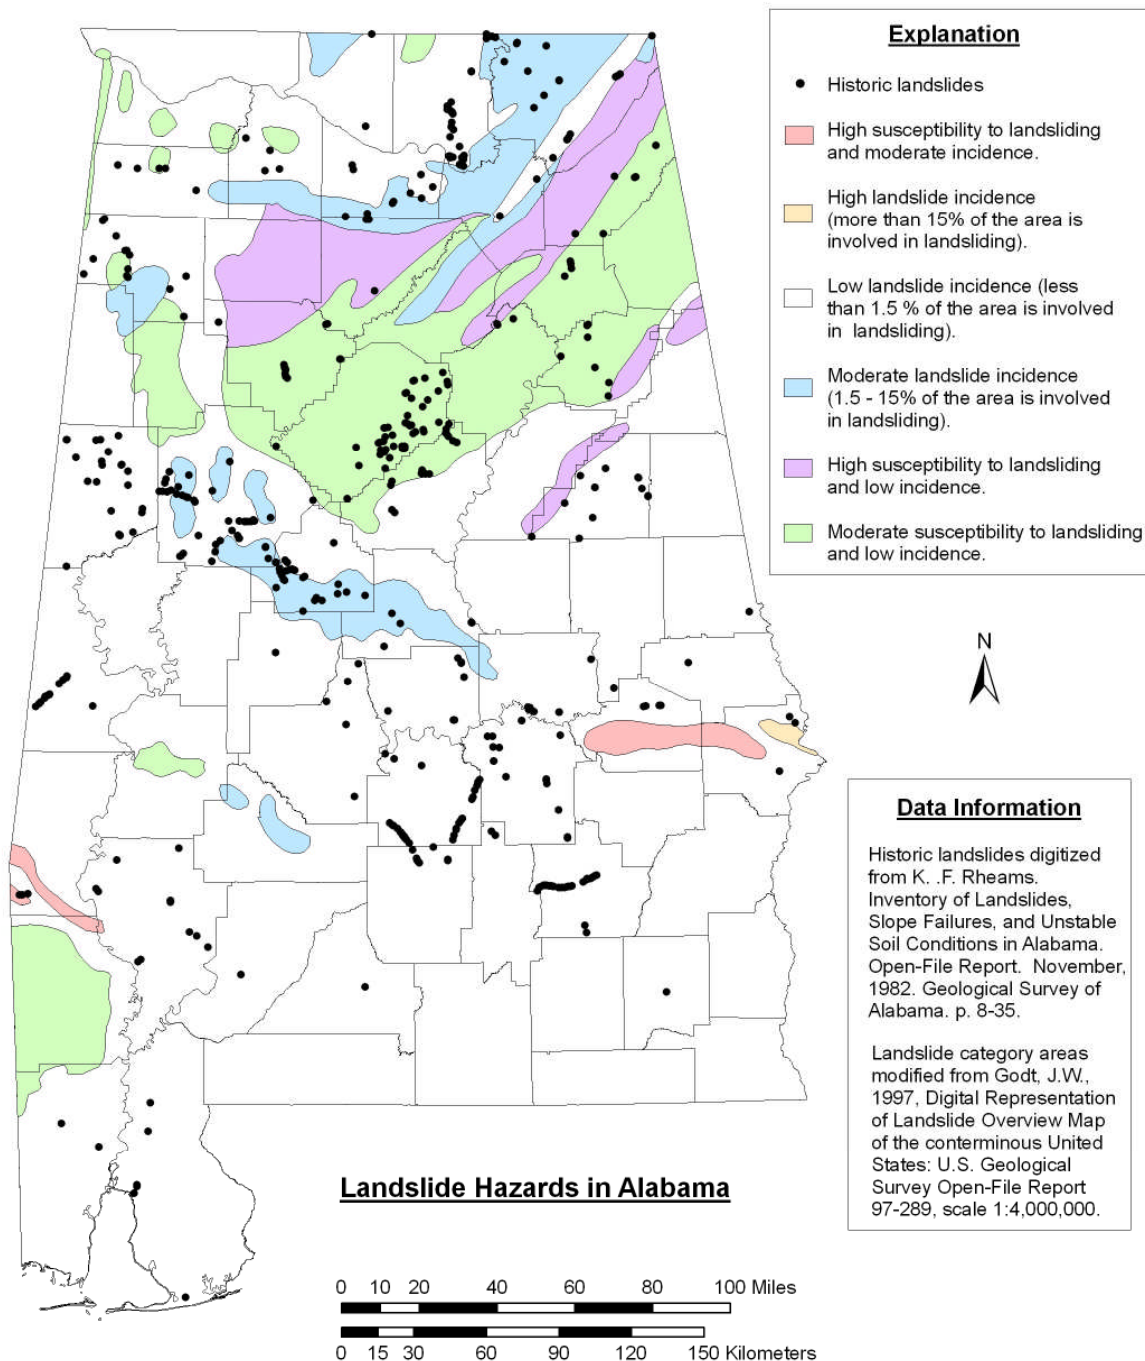 Explanation
Historic landslides
High susceptibility to landsliding
and moderate incidence.
High landslide incidence
(more than 15% of the area is
involved in landsliding).
Low landslide incidence (less
than 1.5 % of the area is involved
in landsliding).
Moderate landslide incidence
(1.5 - 15% of the area is involved
in landsliding).
High susceptibility to landsliding
and low incidence.
Moderate susceptibility to landsliding
and low incidence.
N
Data Information
Historic landslides digitized
from K. .F. Rheams.
Inventory of Landslides,
Slope Failures, and Unstable
Soil Conditions in Alabama.
Open-File Report. November,
1982. Geological Survey of
Alabama. p. 8-35.
Landslide category areas
modified from Godt, J.W.,
1997, Digital Representation
of Landslide Overview Map
of the conterminous United
States: U.S. Geological
Survey Open-File Report
97-289, scale 1:4,000,000.
Landslide Hazards in Alabama
0 10 20 40 60 80 100 Miles
0 15 30 60 90 120 150 Kilometers